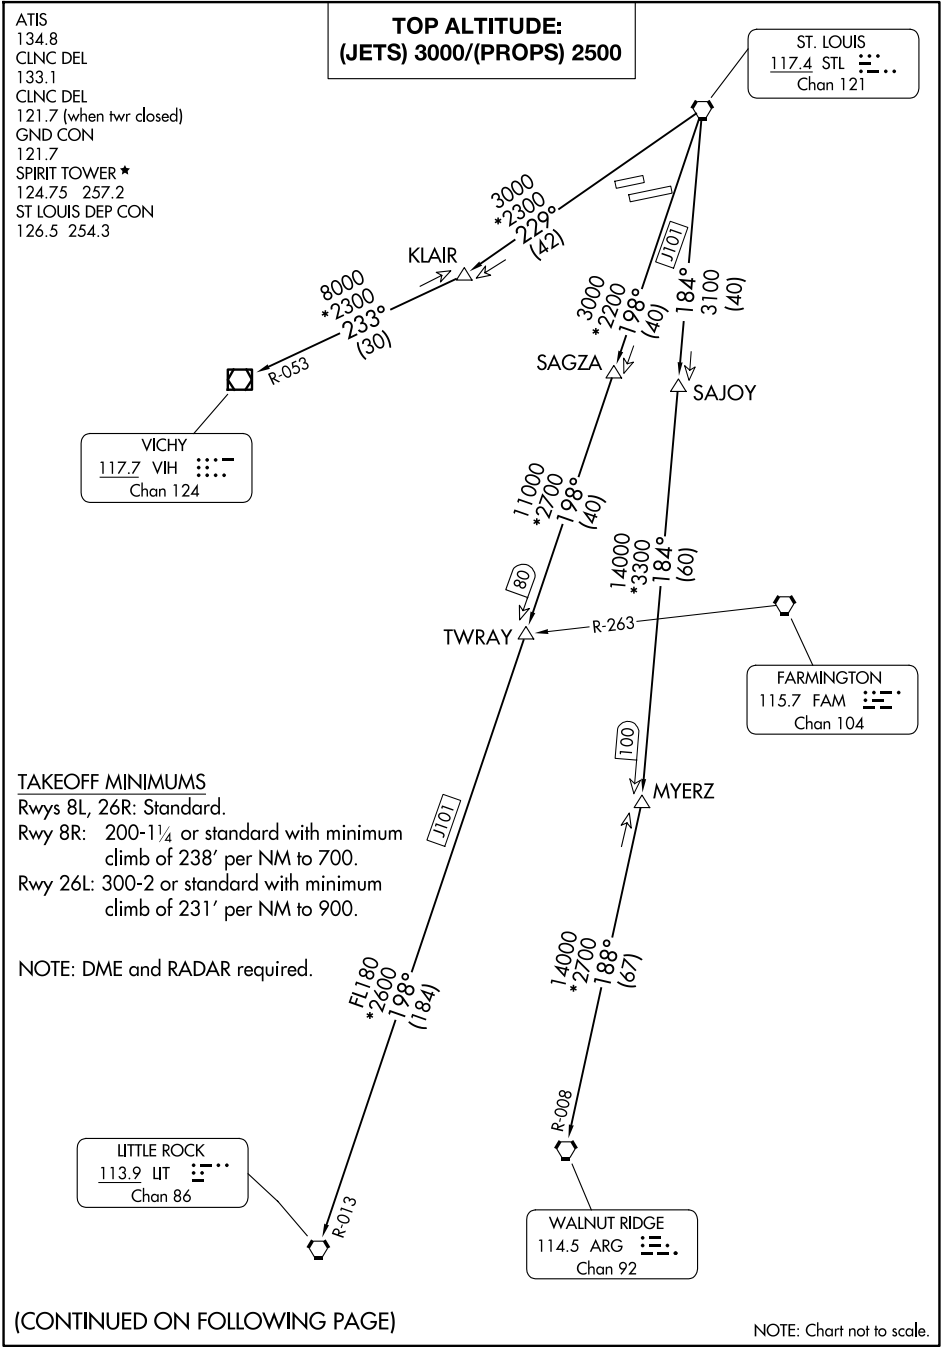 ATIS
134.8
CLNC DEL
133.1
CLNC DEL
121.7 (when twr closed)
GND CON
121.7
SPIRIT TOWER ★
124.75 257.2
ST LOUIS DEP CON
126.5 254.3
TOP ALTITUDE:
(JETS) 3000/(PROPS) 2500
ST. LOUIS
117.4 STL
Chan 121
3000
*2300
229°
(42)
KLAIR
8000
*2300
233°
(30)
R-053
VICHY
117.7 VIH
Chan 124
J101
3000
*2200
198°
(40)
184°
3100
(40)
SAGZA
SAJOY
11000
*2700
198°
(40)
14000
*3300
184°
(60)
80
TWRAY
R-263
FARMINGTON
115.7 FAM
Chan 104
100
MYERZ
TAKEOFF MINIMUMS
Rwys 8L, 26R: Standard.
Rwy 8R: 200-1¼ or standard with minimum
climb of 238' per NM to 700.
Rwy 26L: 300-2 or standard with minimum
climb of 231' per NM to 900.
NOTE: DME and RADAR required.
J101
FL180
*2600
198°
(184)
14000
*2700
188°
(67)
R-008
LITTLE ROCK
113.9 LIT
Chan 86
R-013
WALNUT RIDGE
114.5 ARG
Chan 92
(CONTINUED ON FOLLOWING PAGE)
NOTE: Chart not to scale.